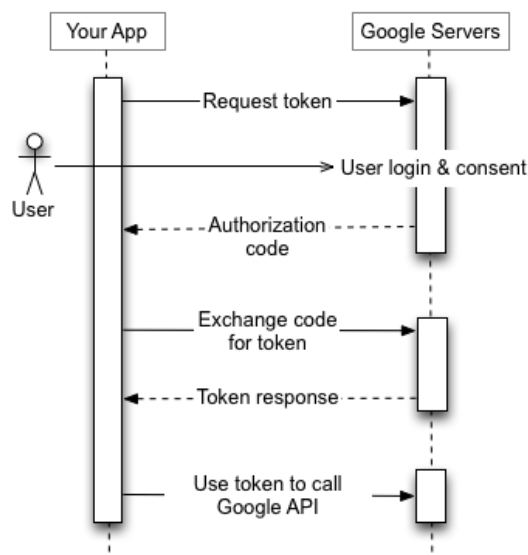 Your App
Google Servers
Request token
User login & consent
User
Authorization
code
Exchange code
for token
Token response
Use token to call
Google API